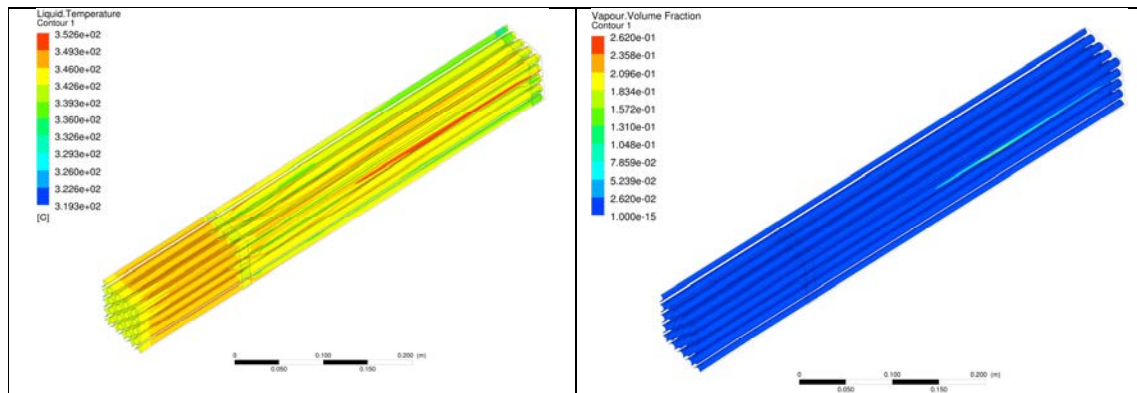 Liquid.Temperature
Contour 1
3.526e+02
3.493e+02
3.460e+02
3.426e+02
3.393e+02
3.360e+02
3.326e+02
3.293e+02
3.260e+02
3.226e+02
3.193e+02
[C]
0 0.100 0.200 (m)
0.050 0.150
Vapour.Volume Fraction
Contour 1
2.620e-01
2.358e-01
2.096e-01
1.834e-01
1.572e-01
1.310e-01
1.048e-01
7.859e-02
5.239e-02
2.620e-02
1.000e-15
0 0.100 0.200 (m)
0.050 0.150